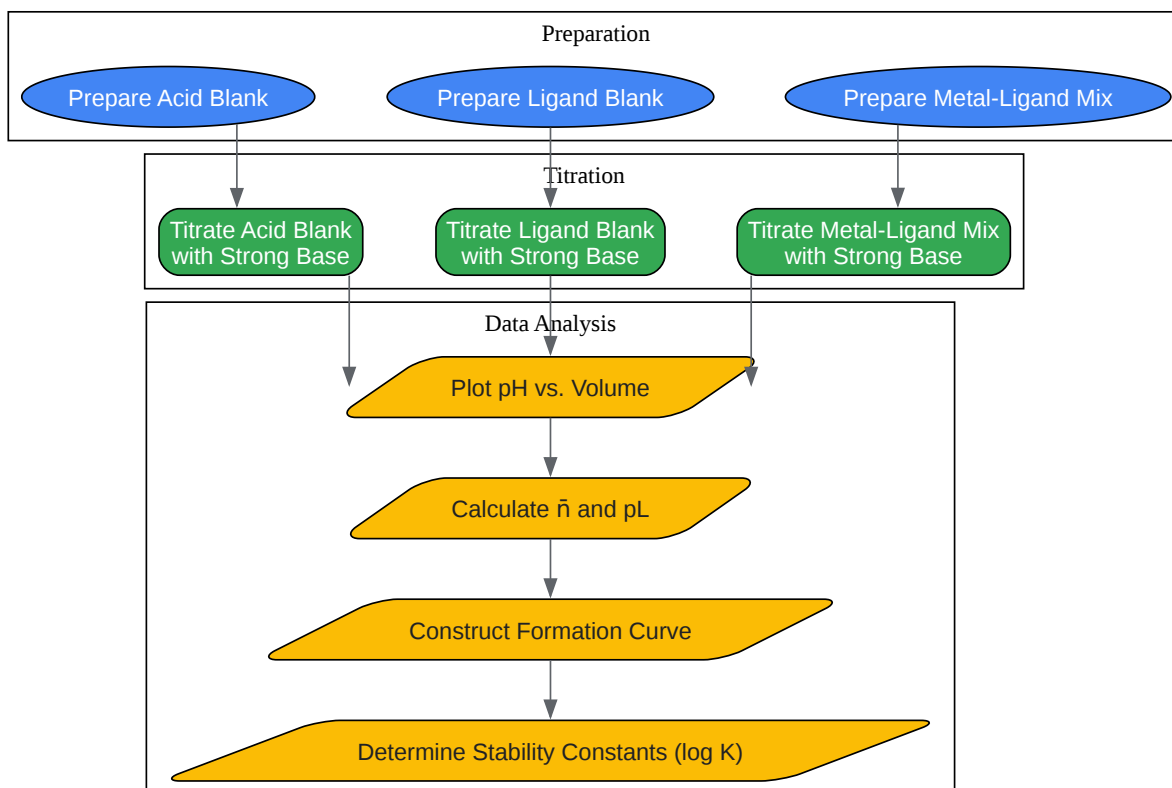 Preparation
Prepare Acid Blank
Prepare Ligand Blank
Prepare Metal-Ligand Mix
Titration
Titrate Acid Blank
with Strong Base
Titrate Ligand Blank
with Strong Base
Titrate Metal-Ligand Mix
with Strong Base
Data Analysis
Plot pH vs. Volume
Calculate n̄ and pL
Construct Formation Curve
Determine Stability Constants (log K)